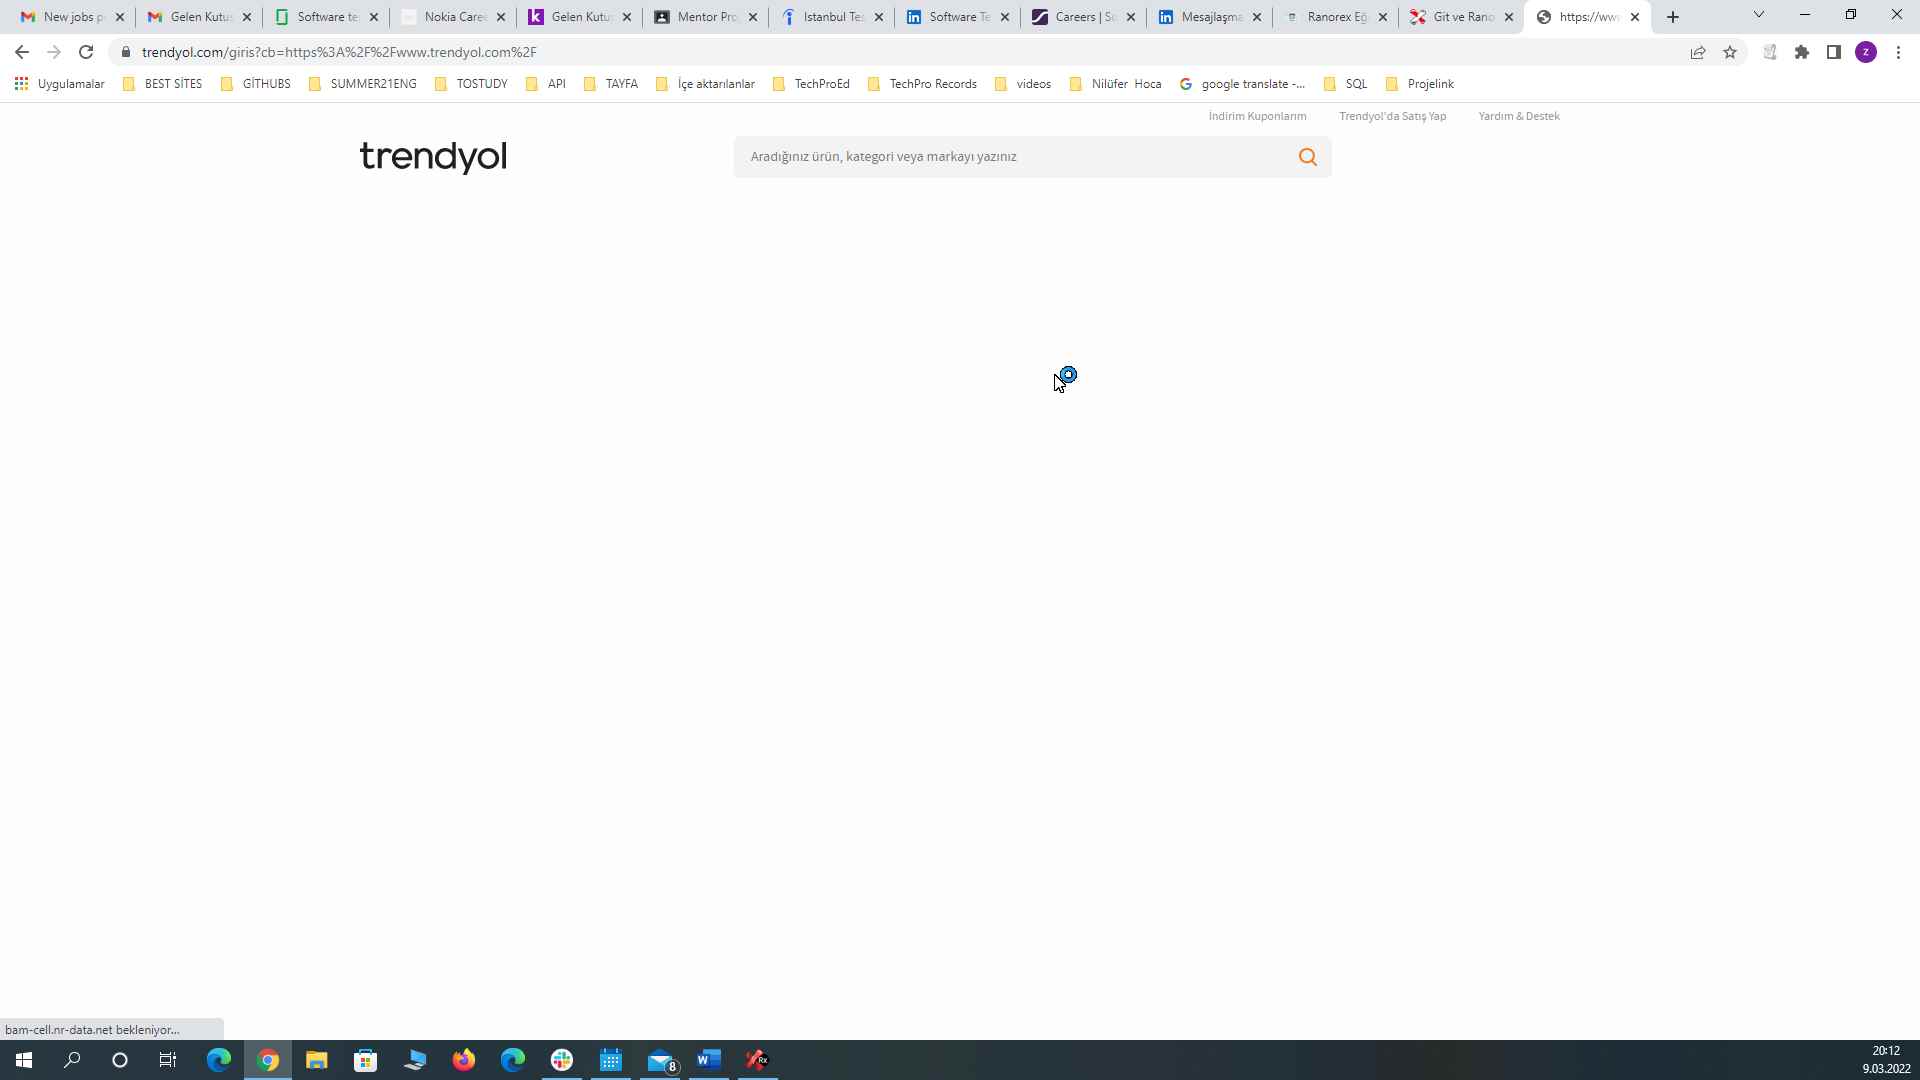 New jobs p
Gelen Kutus
Software te
Nokia Care
Gelen Kutu
Mentor Pro
Istanbul Tes
Software Te
Careers | So
Mesajlaşma
Ranorex Eğ
Git ve Rano
https://www
trendyol.com/giris?cb=https%3A%2F%2Fwww.trendyol.com%2F
Z
Uygulamalar
BEST SİTES
GİTHUBS
SUMMER21ENG
TOSTUDY
API
TAYFA
İçe aktarılanlar
TechProEd
TechPro Records
videos
Nilüfer Hoca
google translate -...
SQL
Projelink
İndirim Kuponlarım
Trendyol'da Satış Yap
Yardım & Destek
trendyol
Aradığınız ürün, kategori veya markayı yazınız
bam-cell.nr-data.net bekleniyor...
8
20:12
9.03.2022